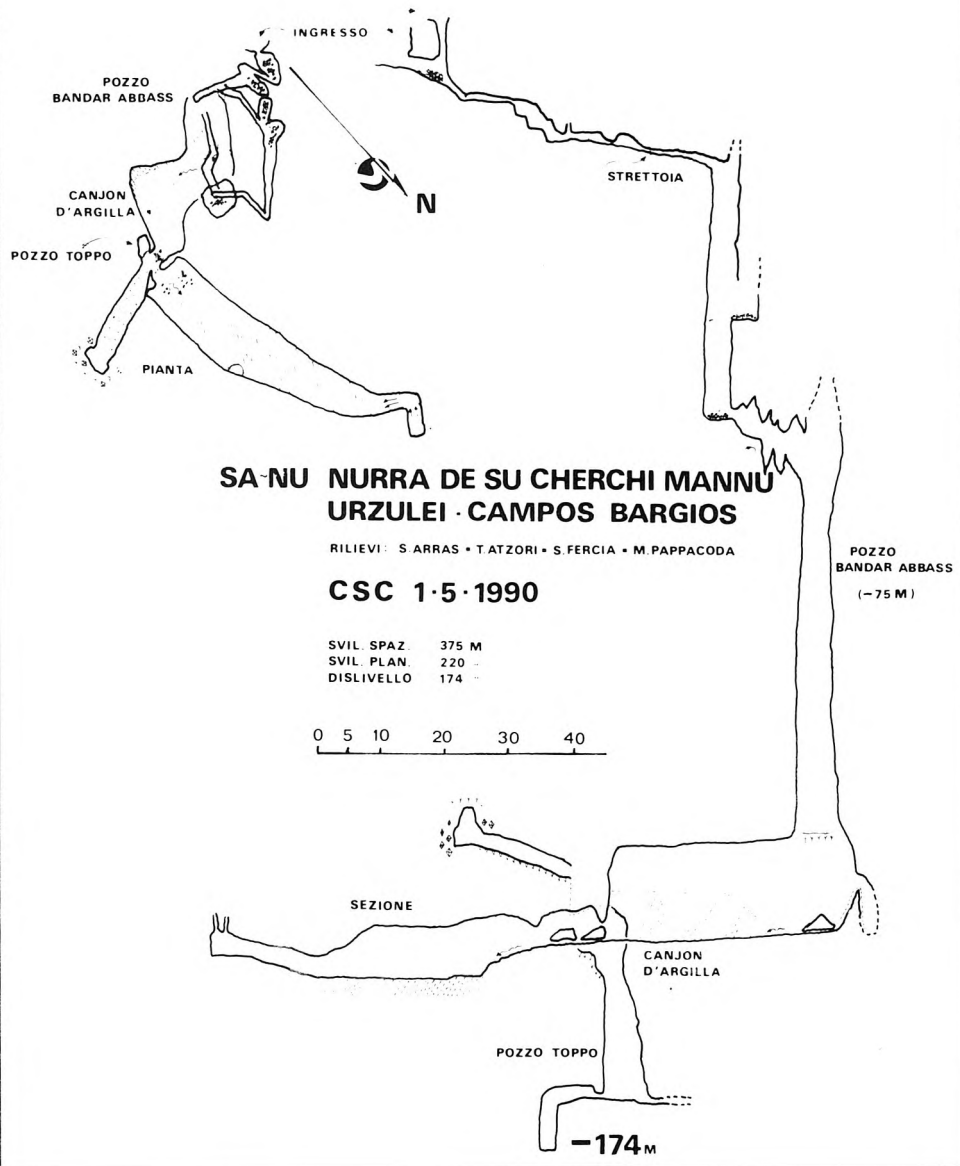 INGRESSO
POZZO
BANDAR ABBASS
STRETTOIA
N
CANJON
D'ARGILLA
POZZO TOPPO
PIANTA
SA NU NURRA DE SU CHERCHI MANNU
URZULEI · CAMPOS BARGIOS
RILIEVI: S.ARRAS - T.ATZORI - S.FERCIA - M.PAPPACODA
CSC 1·5·1990
POZZO
BANDAR ABBASS
(-75 M)
SVIL. SPAZ. 375 M
SVIL. PLAN. 220 "
DISLIVELLO 174 "
0 5 10 20 30 40
SEZIONE
CANJON
D'ARGILLA
POZZO TOPPO
-174 M